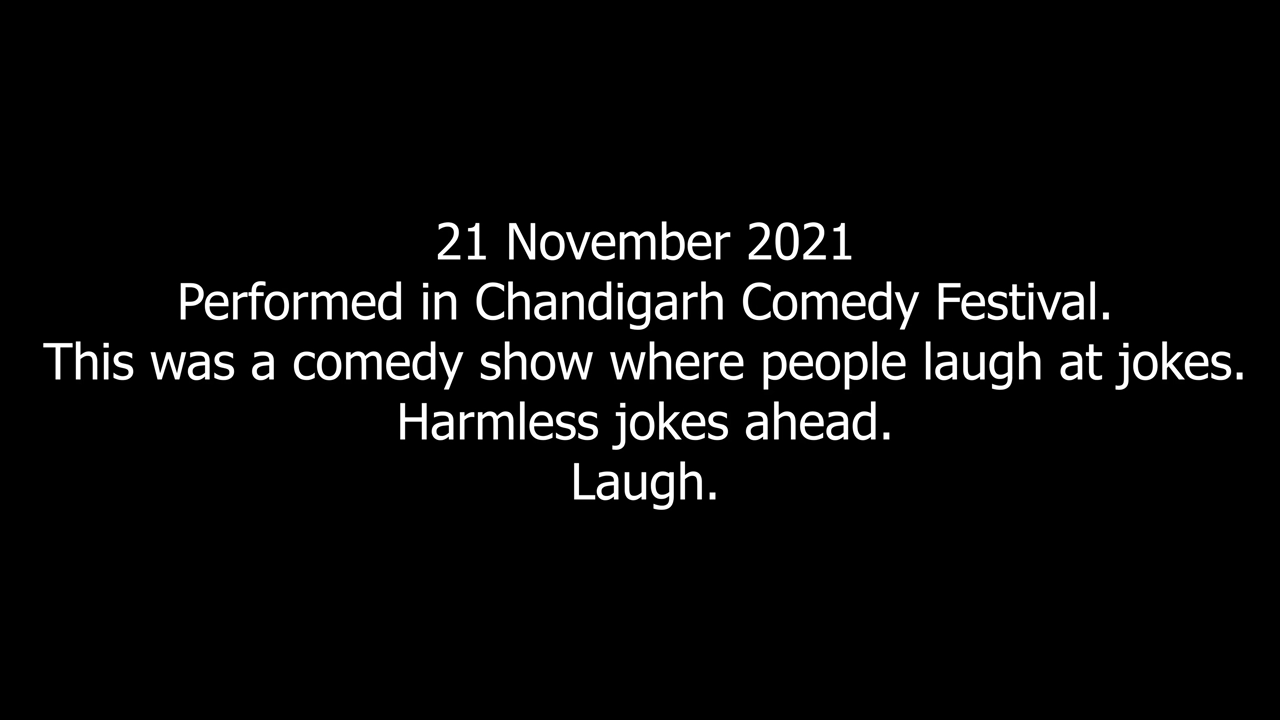 21 November 2021
Performed in Chandigarh Comedy Festival.
This was a comedy show where people laugh at jokes.
Harmless jokes ahead.
Laugh.